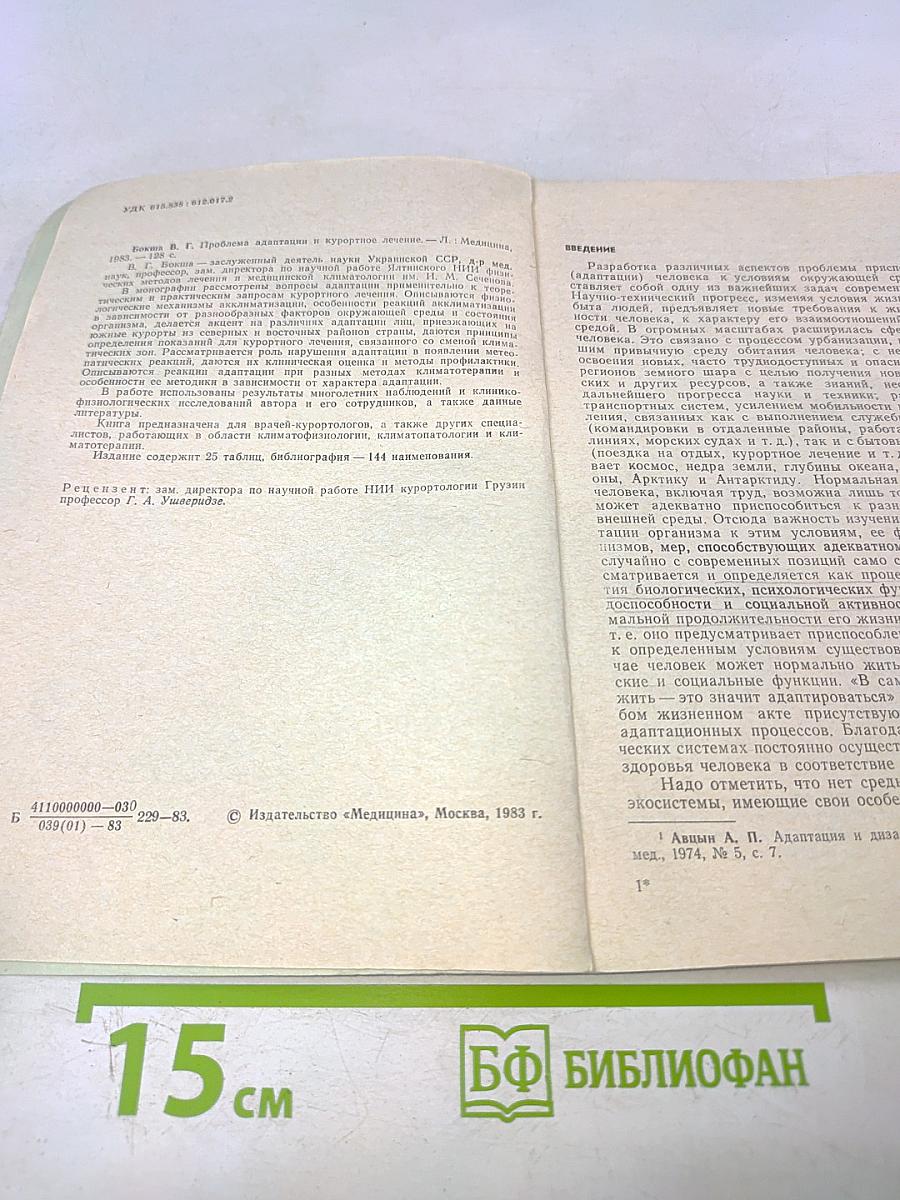 УДК 615.838 : 612.017.2
Бокша В. Г. Проблема адаптации и курортное лечение. — Л. : Медицина,
1983. — 128 с.
В. Г. Бокша — заслуженный деятель науки Украинской ССР, д-р мед.
наук, профессор, зам. директора по научной работе Ялтинского НИИ физи-
ческих методов лечения и медицинской климатологии им. И. М. Сеченова.
В монографии рассмотрены вопросы адаптации применительно к теоре-
тическим и практическим запросам курортного лечения. Описываются физио-
логические механизмы акклиматизации, особенности реакций акклиматизации
в зависимости от разнообразных факторов окружающей среды и состояния
организма, делается акцент на различиях адаптации лиц, приезжающих на
южные курорты из северных и восточных районов страны, даются принципы
определения показаний для курортного лечения, связанного со сменой клима-
тических зон. Рассматривается роль нарушения адаптации в появлении метео-
патических реакций, даются их клиническая оценка и методы профилактики.
Описываются реакции адаптации при разных методах климатотерапии и
особенности ее методики в зависимости от характера адаптации.
В работе использованы результаты многолетних наблюдений и клинико-
физиологических исследований автора и его сотрудников, а также данные
литературы.
Книга предназначена для врачей-курортологов, а также других специа-
листов, работающих в области климатофизиологии, климатопатологии и кли-
матотерапии.
Издание содержит 25 таблиц, библиография — 144 наименования.
Рецензент: зам. директора по научной работе НИИ курортологии Грузии
профессор Г. А. Ушверидзе.
Б 4110000000—030
039(01) — 83 229—83.
© Издательство «Медицина», Москва, 1983 г.
ВВЕДЕНИЕ
Разработка различных аспектов проблемы приспо
(адаптации) человека к условиям окружающей ср
ставляет собой одну из важнейших задач современ
Научно-технический прогресс, изменяя условия жиз
быта людей, предъявляет новые требования к жи
ности человека, к характеру его взаимоотношений
средой. В огромных масштабах расширилась сфе
человека. Это связано с процессом урбанизации,
шим привычную среду обитания человека; с нео
освоения новых, часто труднодоступных и опасн
регионов земного шара с целью получения нов
ских и других ресурсов, а также знаний, нео
дальнейшего прогресса науки и техники; ра
транспортных систем, усилением мобильности
ления, связанных как с выполнением служеб
(командировки в отдаленные районы, работа
линиях, морских судах и т. д.), так и с бытов
(поездка на отдых, курортное лечение и т. д
вает космос, недра земли, глубины океана,
оны, Арктику и Антарктиду. Нормальная
человека, включая труд, возможна лишь то
может адекватно приспособиться к разн
внешней среды. Отсюда важность изучени
тации организма к этим условиям, ее ф
низмов, мер, способствующих адекватном
случайно с современных позиций само с
сматривается и определяется как проце
тия биологических, психологических фу
доспособности и социальной активнос
мальной продолжительности его жизни
т. е. оно предусматривает приспособле
к определенным условиям существов
чае человек может нормально жить
ские и социальные функции. «В сам
жить — это значит адаптироваться»
бом жизненном акте присутствую
адаптационных процессов. Благода
ческих системах постоянно осущест
здоровья человека в соответствие
Надо отметить, что нет сред
экосистемы, имеющие свои особе
¹ Авцын А. П. Адаптация и диза
мед., 1974, № 5, с. 7.
1*
15 см
БФ БИБЛИОФАН